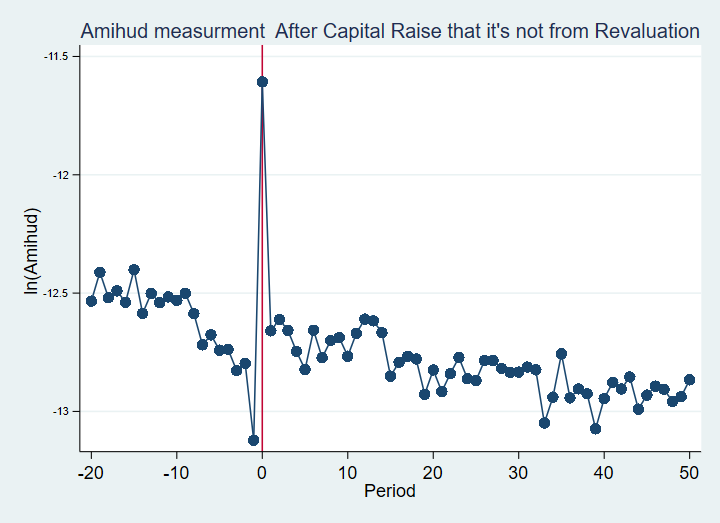 Amihud measurment  After Capital Raise that it's not from Revaluation
-11.5
-12
-12.5
-13
ln(Amihud)
-20 -10 0 10 20 30 40 50
Period